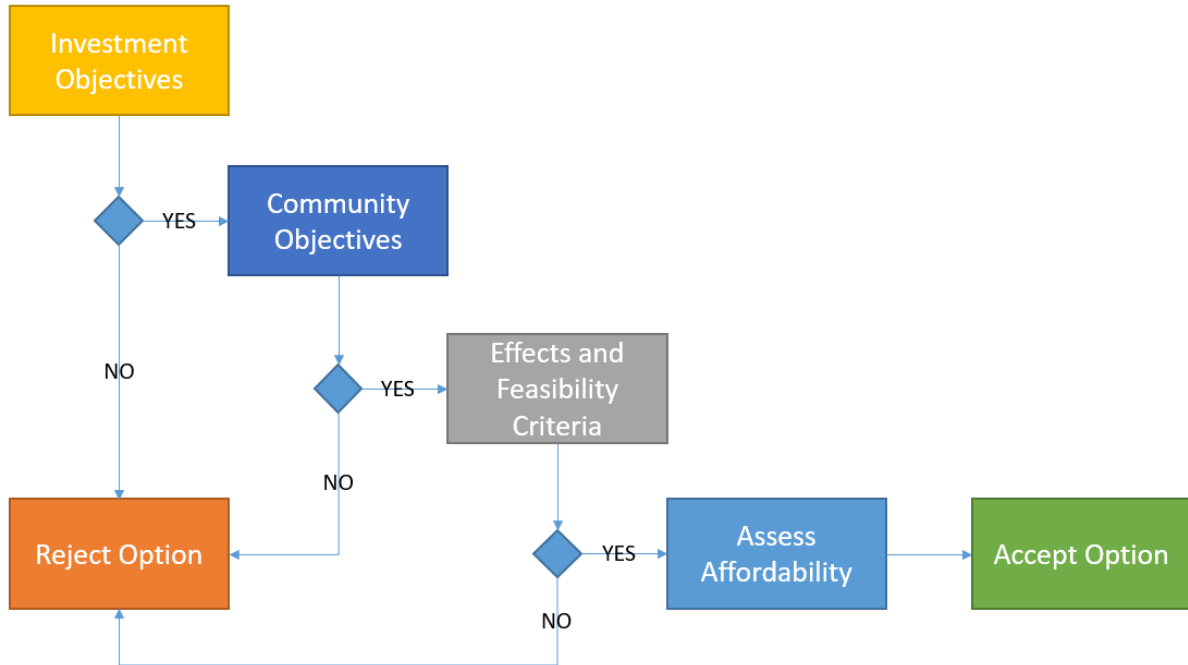 Investment
Objectives
YES
Community
Objectives
NO
YES
Effects and
Feasibility
Criteria
NO
Reject Option
YES
Assess
Affordability
Accept Option
NO